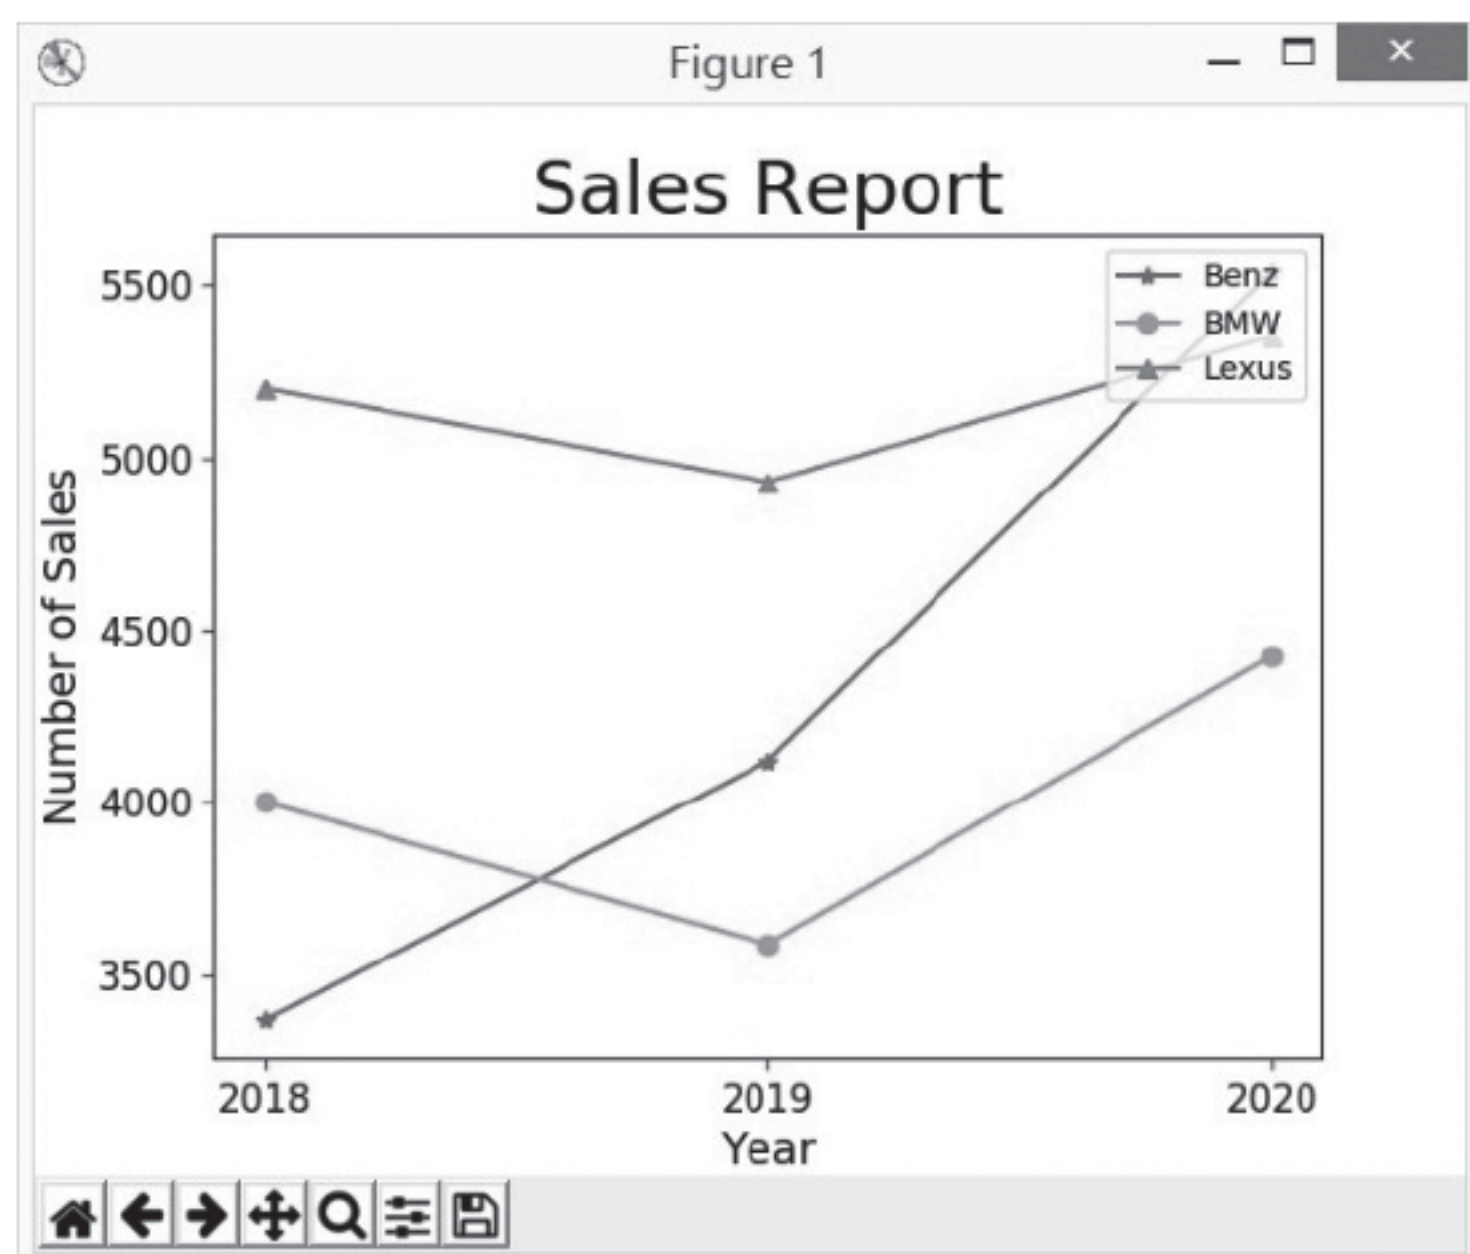 Figure 1
Sales Report
Benz
BMW
Lexus
5500
5000
4500
4000
3500
Number of Sales
2018 2019 2020
Year